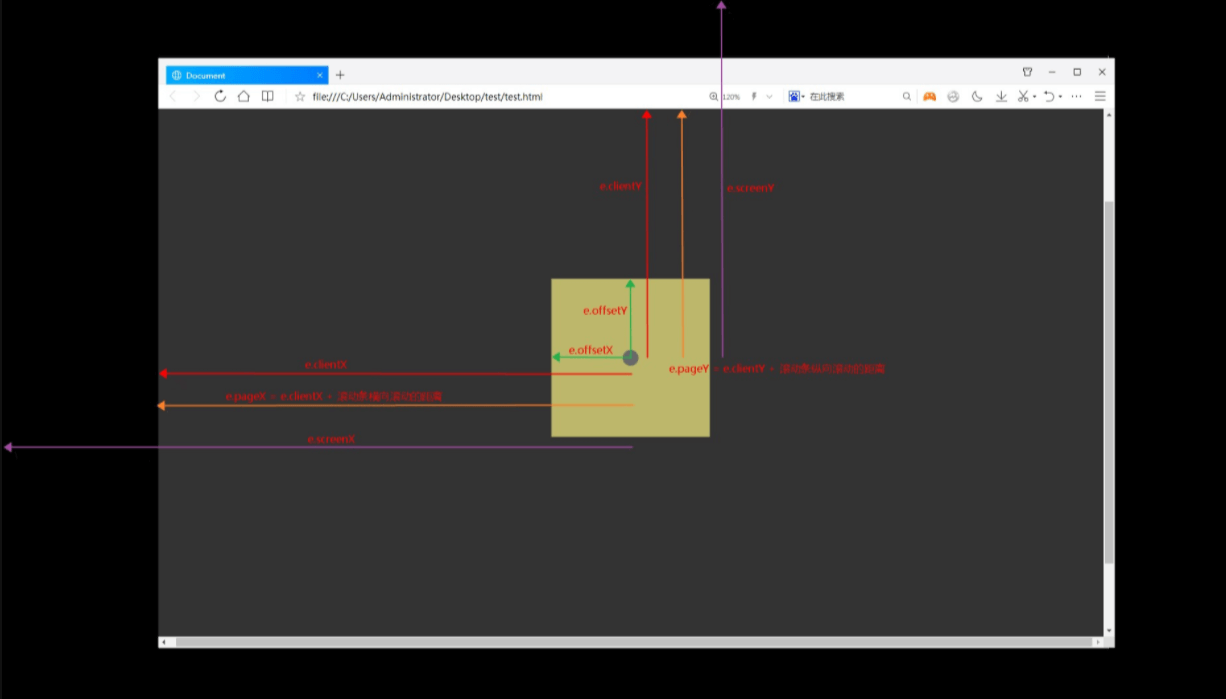 Document
file:///C:/Users/Administrator/Desktop/test/test.html
120%
在此搜索
e.clientY
e.screenY
e.offsetY
e.offsetX
e.clientX
e.pageY = e.clientY + 滚动条纵向滚动的距离
e.pageX = e.clientX + 滚动条横向滚动的距离
e.screenX